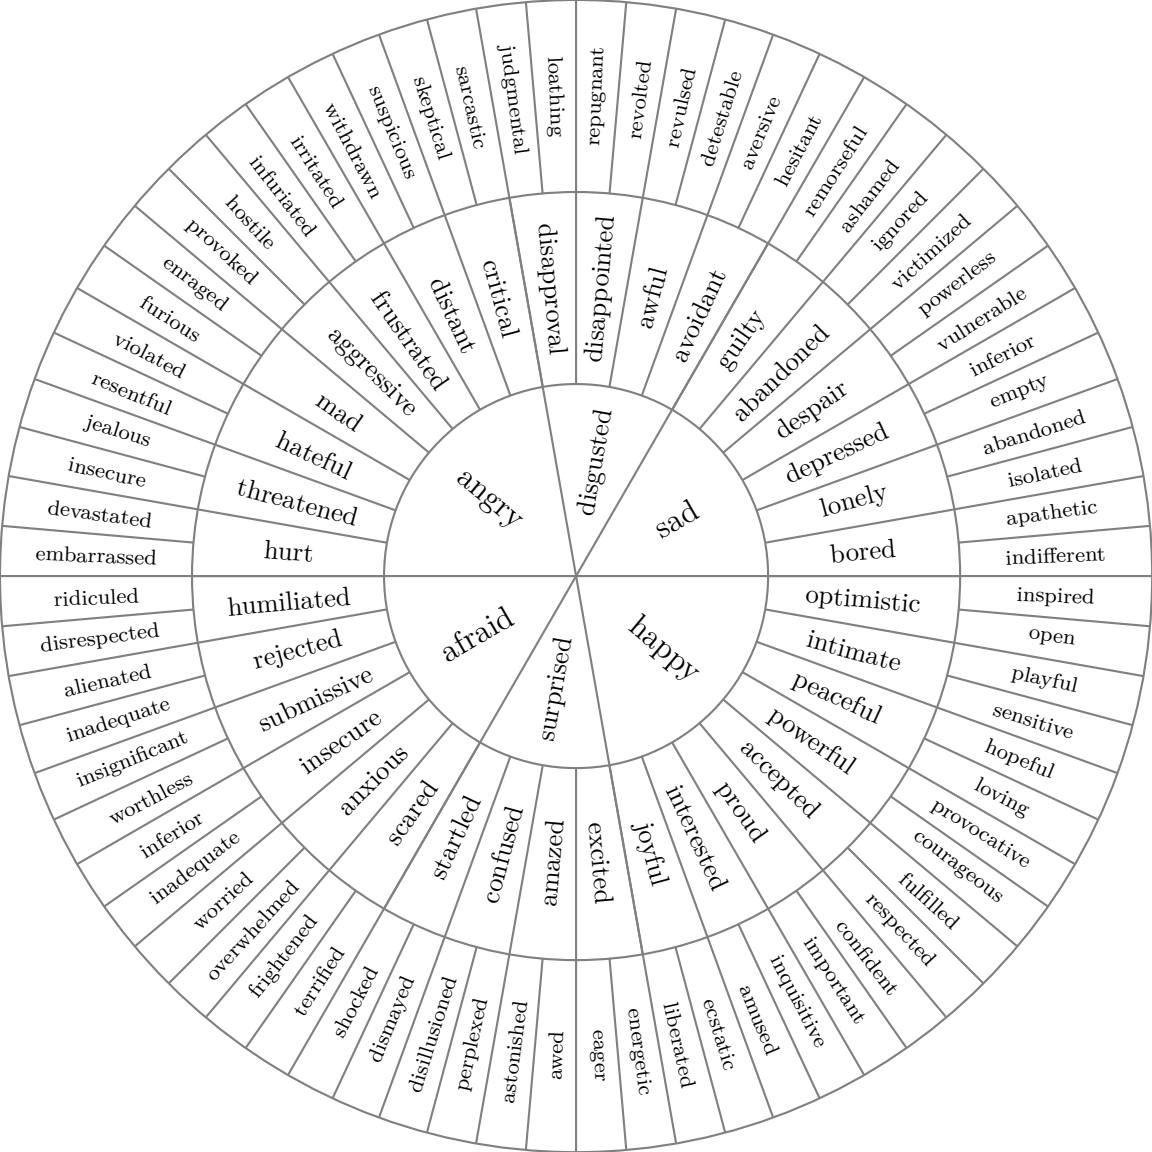 angry
disgusted
sad
happy
surprised
afraid
hurt
threatened
hateful
mad
aggressive
frustrated
distant
critical
disapproval
disappointed
awful
avoidant
guilty
abandoned
despair
depressed
lonely
bored
optimistic
intimate
peaceful
powerful
accepted
proud
interested
joyful
excited
amazed
confused
startled
scared
anxious
insecure
submissive
rejected
humiliated
embarrassed
devastated
insecure
jealous
resentful
violated
furious
enraged
provoked
hostile
infuriated
irritated
withdrawn
suspicious
skeptical
sarcastic
judgmental
loathing
repugnant
revolted
revulsed
detestable
aversive
hesitant
remorseful
ashamed
ignored
victimized
powerless
vulnerable
inferior
empty
abandoned
isolated
apathetic
indifferent
inspired
open
playful
sensitive
hopeful
loving
provocative
courageous
fulfilled
respected
confident
important
inquisitive
amused
ecstatic
liberated
energetic
eager
awed
astonished
perplexed
disillusioned
dismayed
shocked
terrified
frightened
overwhelmed
worried
inadequate
inferior
worthless
insignificant
inadequate
alienated
disrespected
ridiculed